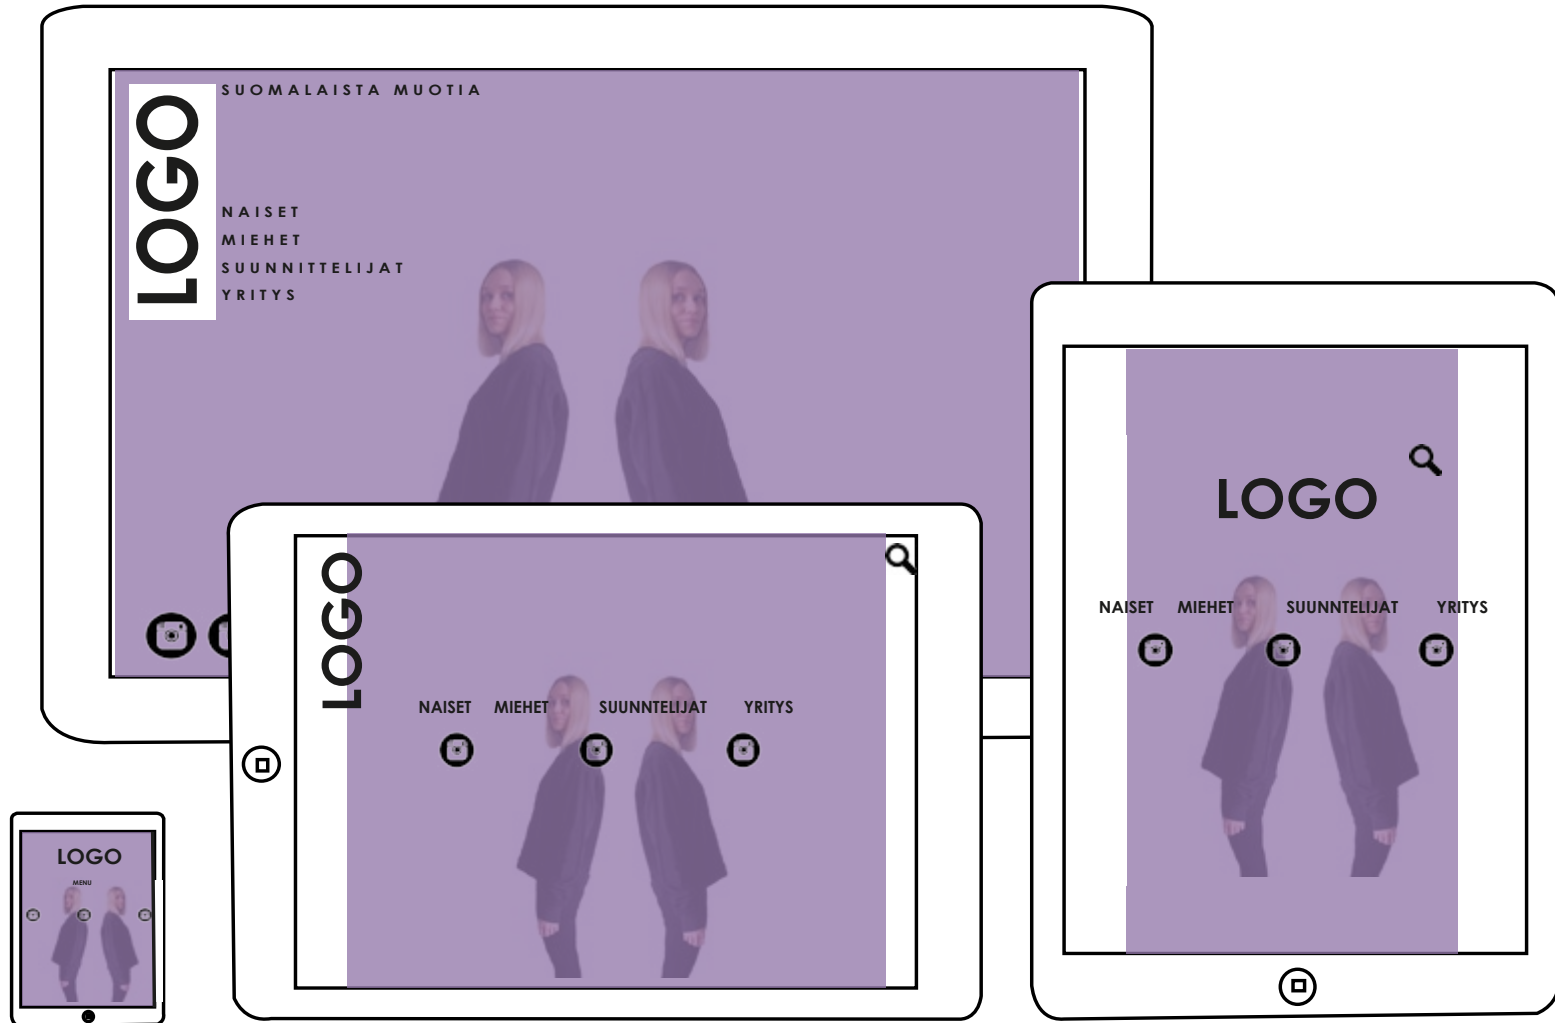 LOGO
SUOMALAISTA MUOTIA
NAISET
MIEHET
SUUNNITTELIJAT
YRITYS
LOGO
NAISET MIEHET SUUNNTELIJAT YRITYS
LOGO
NAISET MIEHET SUUNNTELIJAT YRITYS
LOGO
MENU